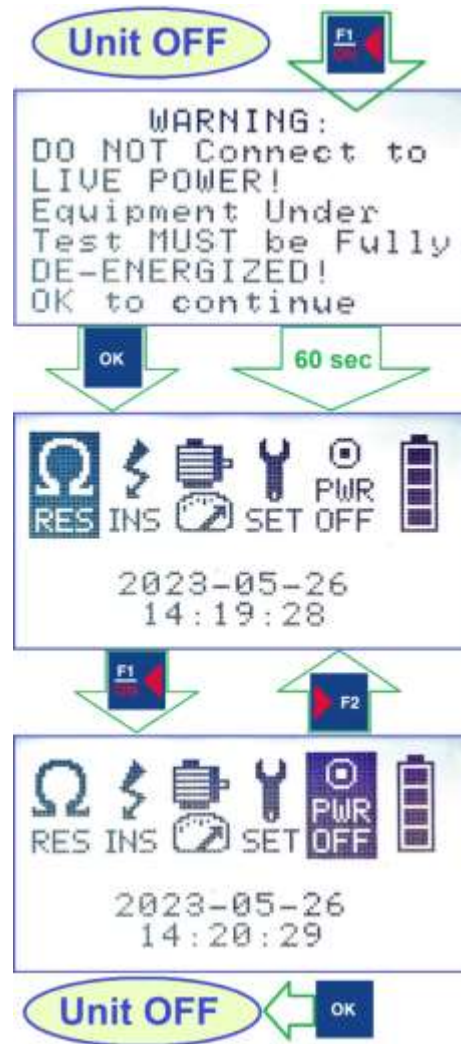 Unit OFF
F1
ON
WARNING:
DO NOT Connect to
LIVE POWER!
Equipment Under
Test MUST be Fully
DE-ENERGIZED!
OK to continue
OK
60 sec
PWR
RES INS SET OFF
2023-05-26
14:19:28
F1
ON
F2
PWR
RES INS SET OFF
2023-05-26
14:20:29
Unit OFF
OK